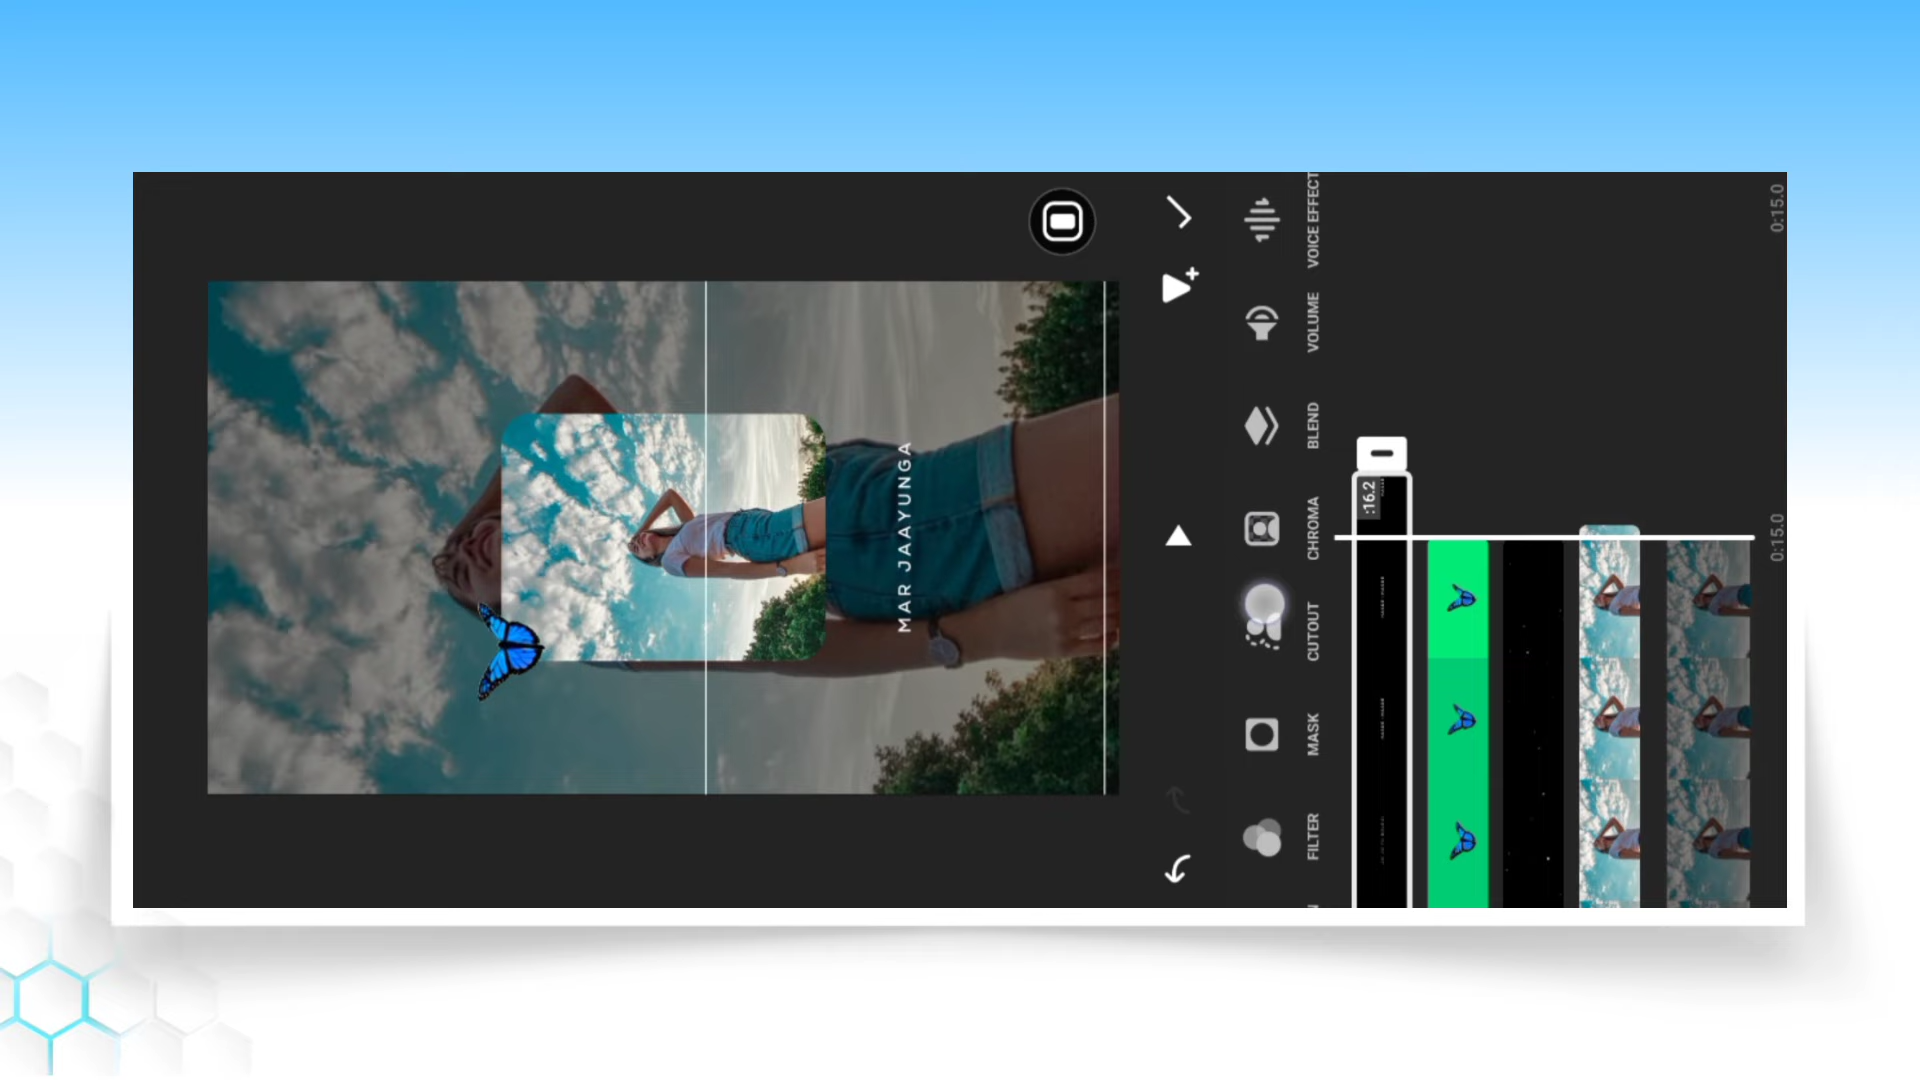 MAR JAAYUNGA
FILTER
MASK
CUTOUT
CHROMA
BLEND
VOLUME
VOICE EFFECT
:16.2
0:15.0
0:15.0